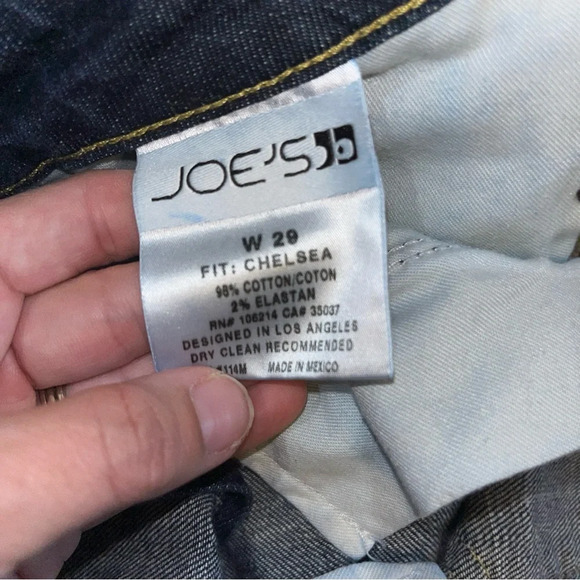 JOE'S
W 29
FIT: CHELSEA
98% COTTON/COTON
2% ELASTAN
RN# 106214 CA# 35037
DESIGNED IN LOS ANGELES
DRY CLEAN RECOMMENDED
MADE IN MEXICO